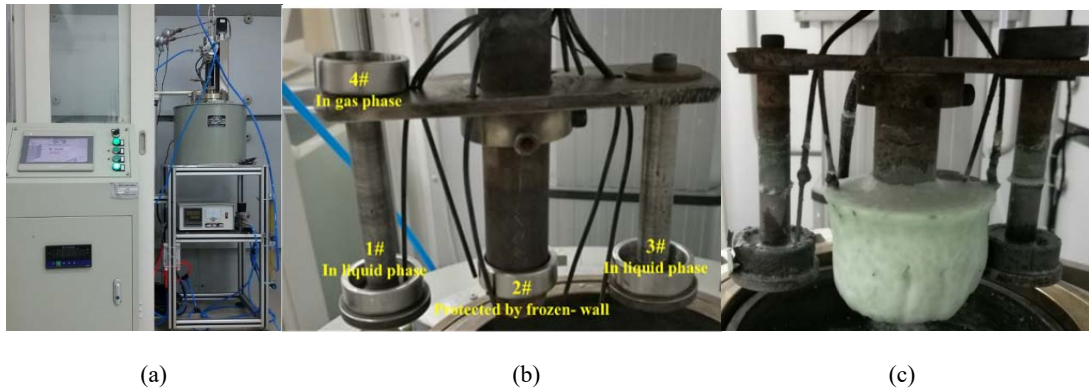 4#
In gas phase
1#
In liquid phase
3#
In liquid phase
2#
Protected by frozen- wall
(a)
(b)
(c)